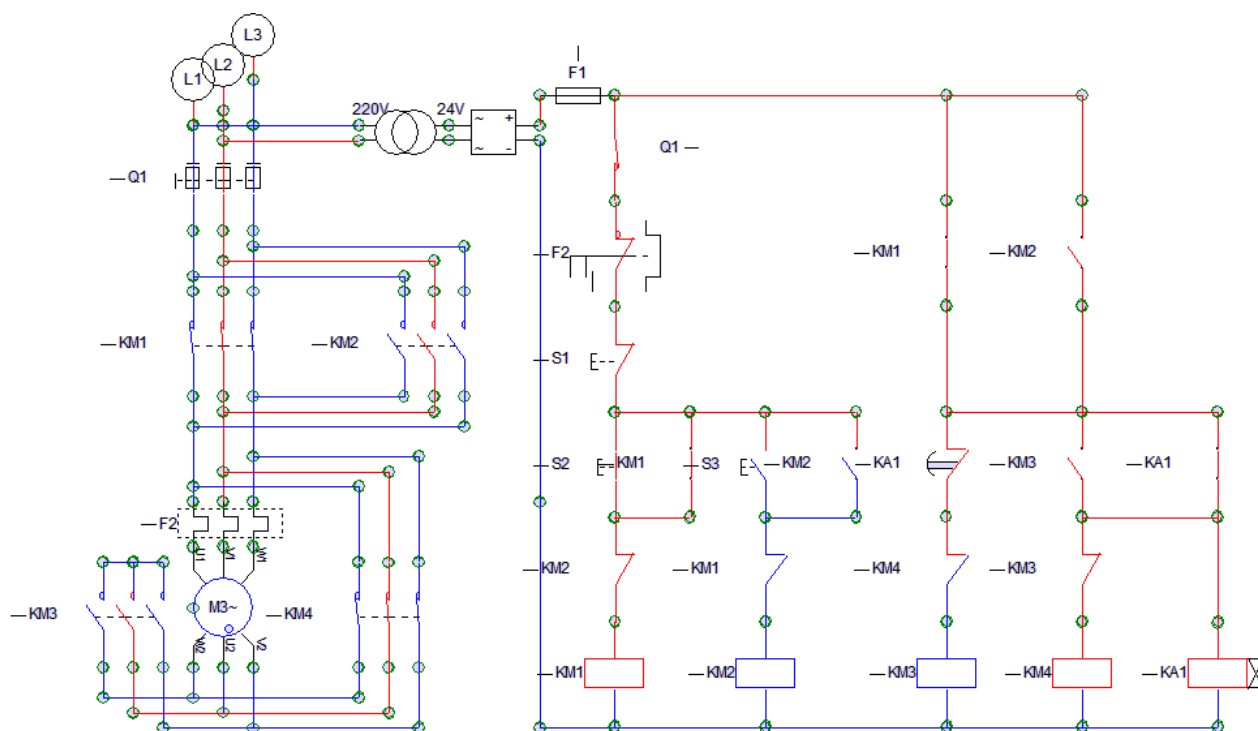 L3
L2
L1
F1
220V 24V
~ +
~ -
Q1
Q1
F2 KM1 KM2
KM1 KM2 S1
S2 KM1 S3 KM2 KA1 KM3 KA1
F2
U1 V1 W1
KM2 KM1 KM4 KM3
M3~
KM3 KM4
W2 U2 V2
KM1 KM2 KM3 KM4 KA1